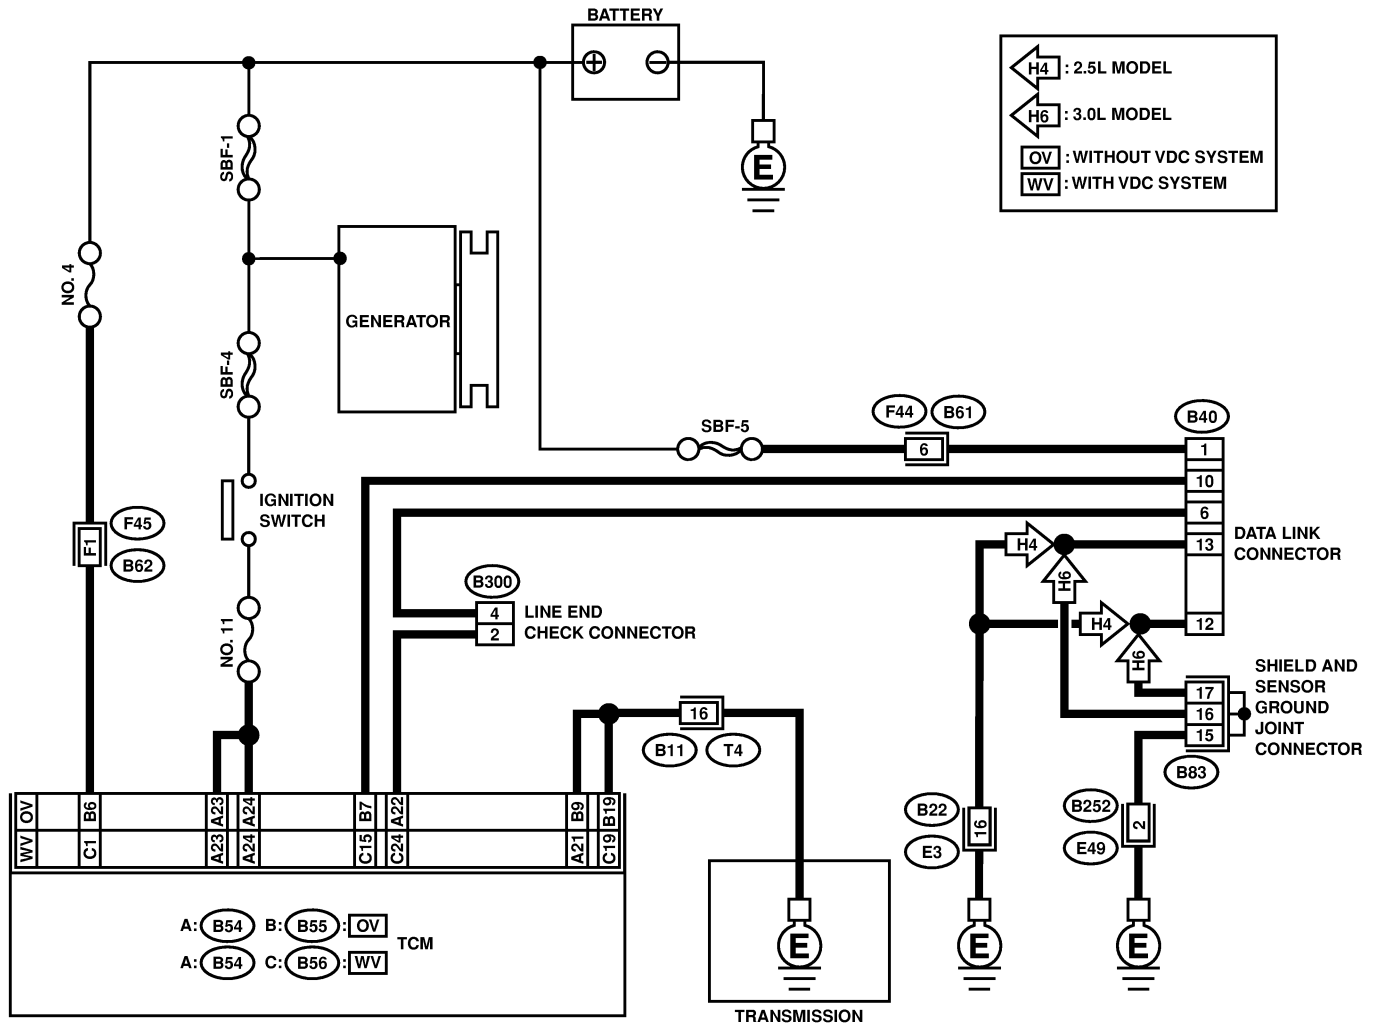 BATTERY
H4 : 2.5L MODEL
H6 : 3.0L MODEL
OV : WITHOUT VDC SYSTEM
WV : WITH VDC SYSTEM
E
SBF-1
NO. 4
GENERATOR
SBF-4
SBF-5
F44 B61
6
B40
1
10
6
13
12
DATA LINK
CONNECTOR
IGNITION
SWITCH
F1
F45
B62
H4
H6
H4
H6
B300
4
2
LINE END
CHECK CONNECTOR
NO. 11
17
16
15
SHIELD AND
SENSOR
GROUND
JOINT
CONNECTOR
B83
16
B11 T4
OV B6 A23 A24 B7 A22 B9 B19
WV C1 A23 A24 C15 C24 A21 C19
B22
16
E3
B252
2
E49
A: B54 B: B55 : OV
TCM
A: B54 C: B56 : WV
E
E
E
TRANSMISSION